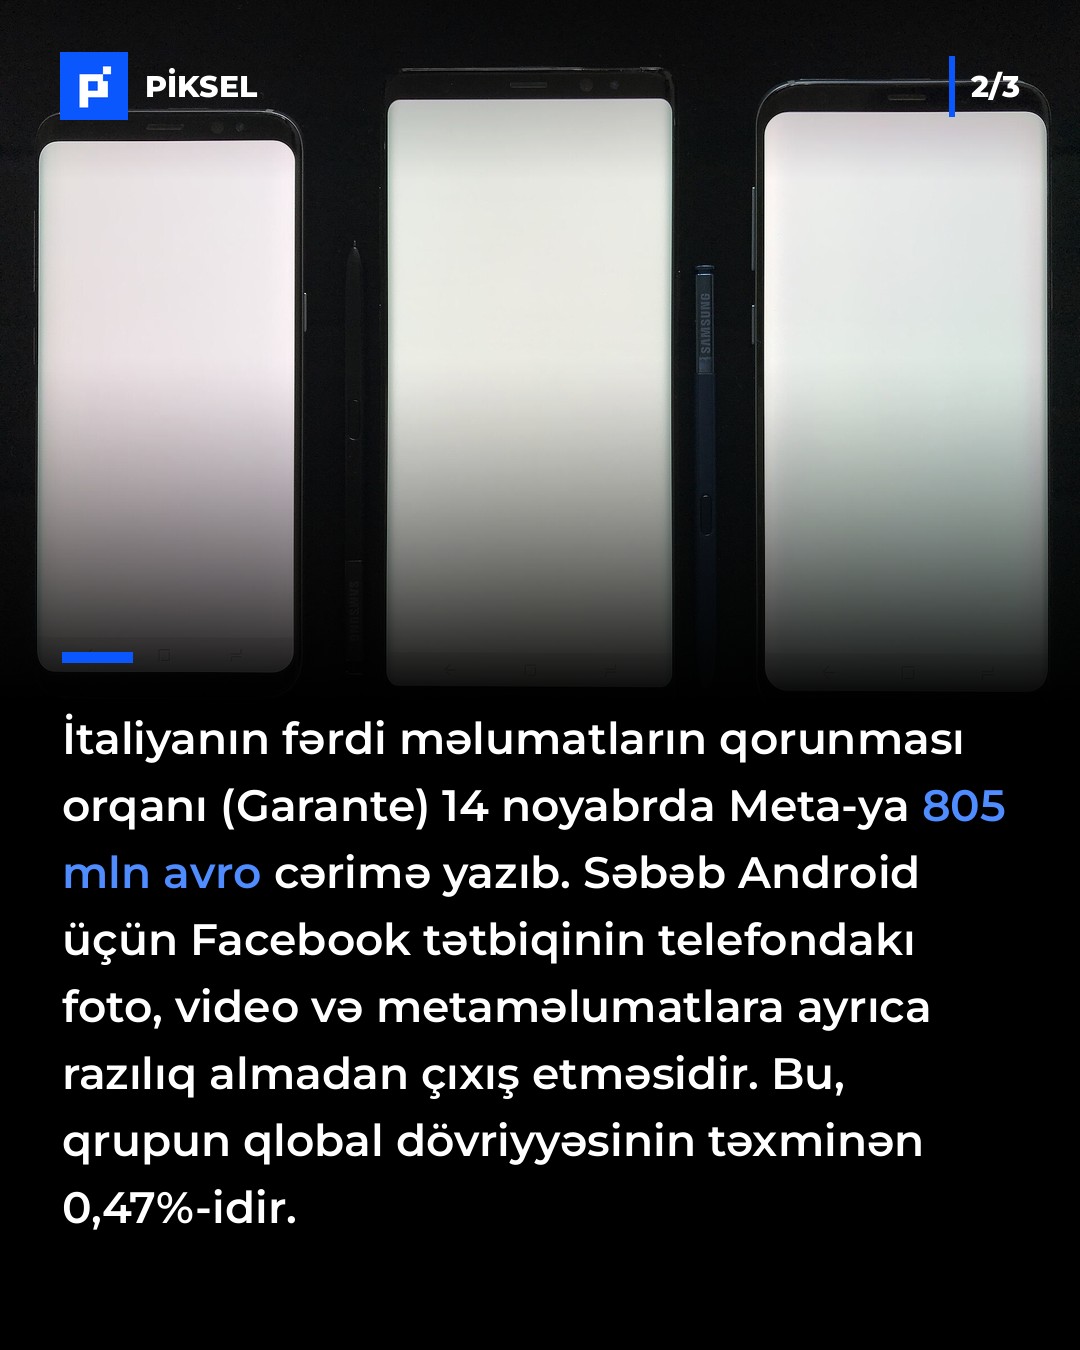 PİKSEL
2/3
SAMSUNG
İtaliyanın fərdi məlumatların qorunması
orqanı (Garante) 14 noyabrda Meta-ya 805
mln avro cərimə yazıb. Səbəb Android
üçün Facebook tətbiqinin telefondakı
foto, video və metaməlumatlara ayrıca
razılıq almadan çıxış etməsidir. Bu,
qrupun qlobal dövriyyəsinin təxminən
0,47%-idir.